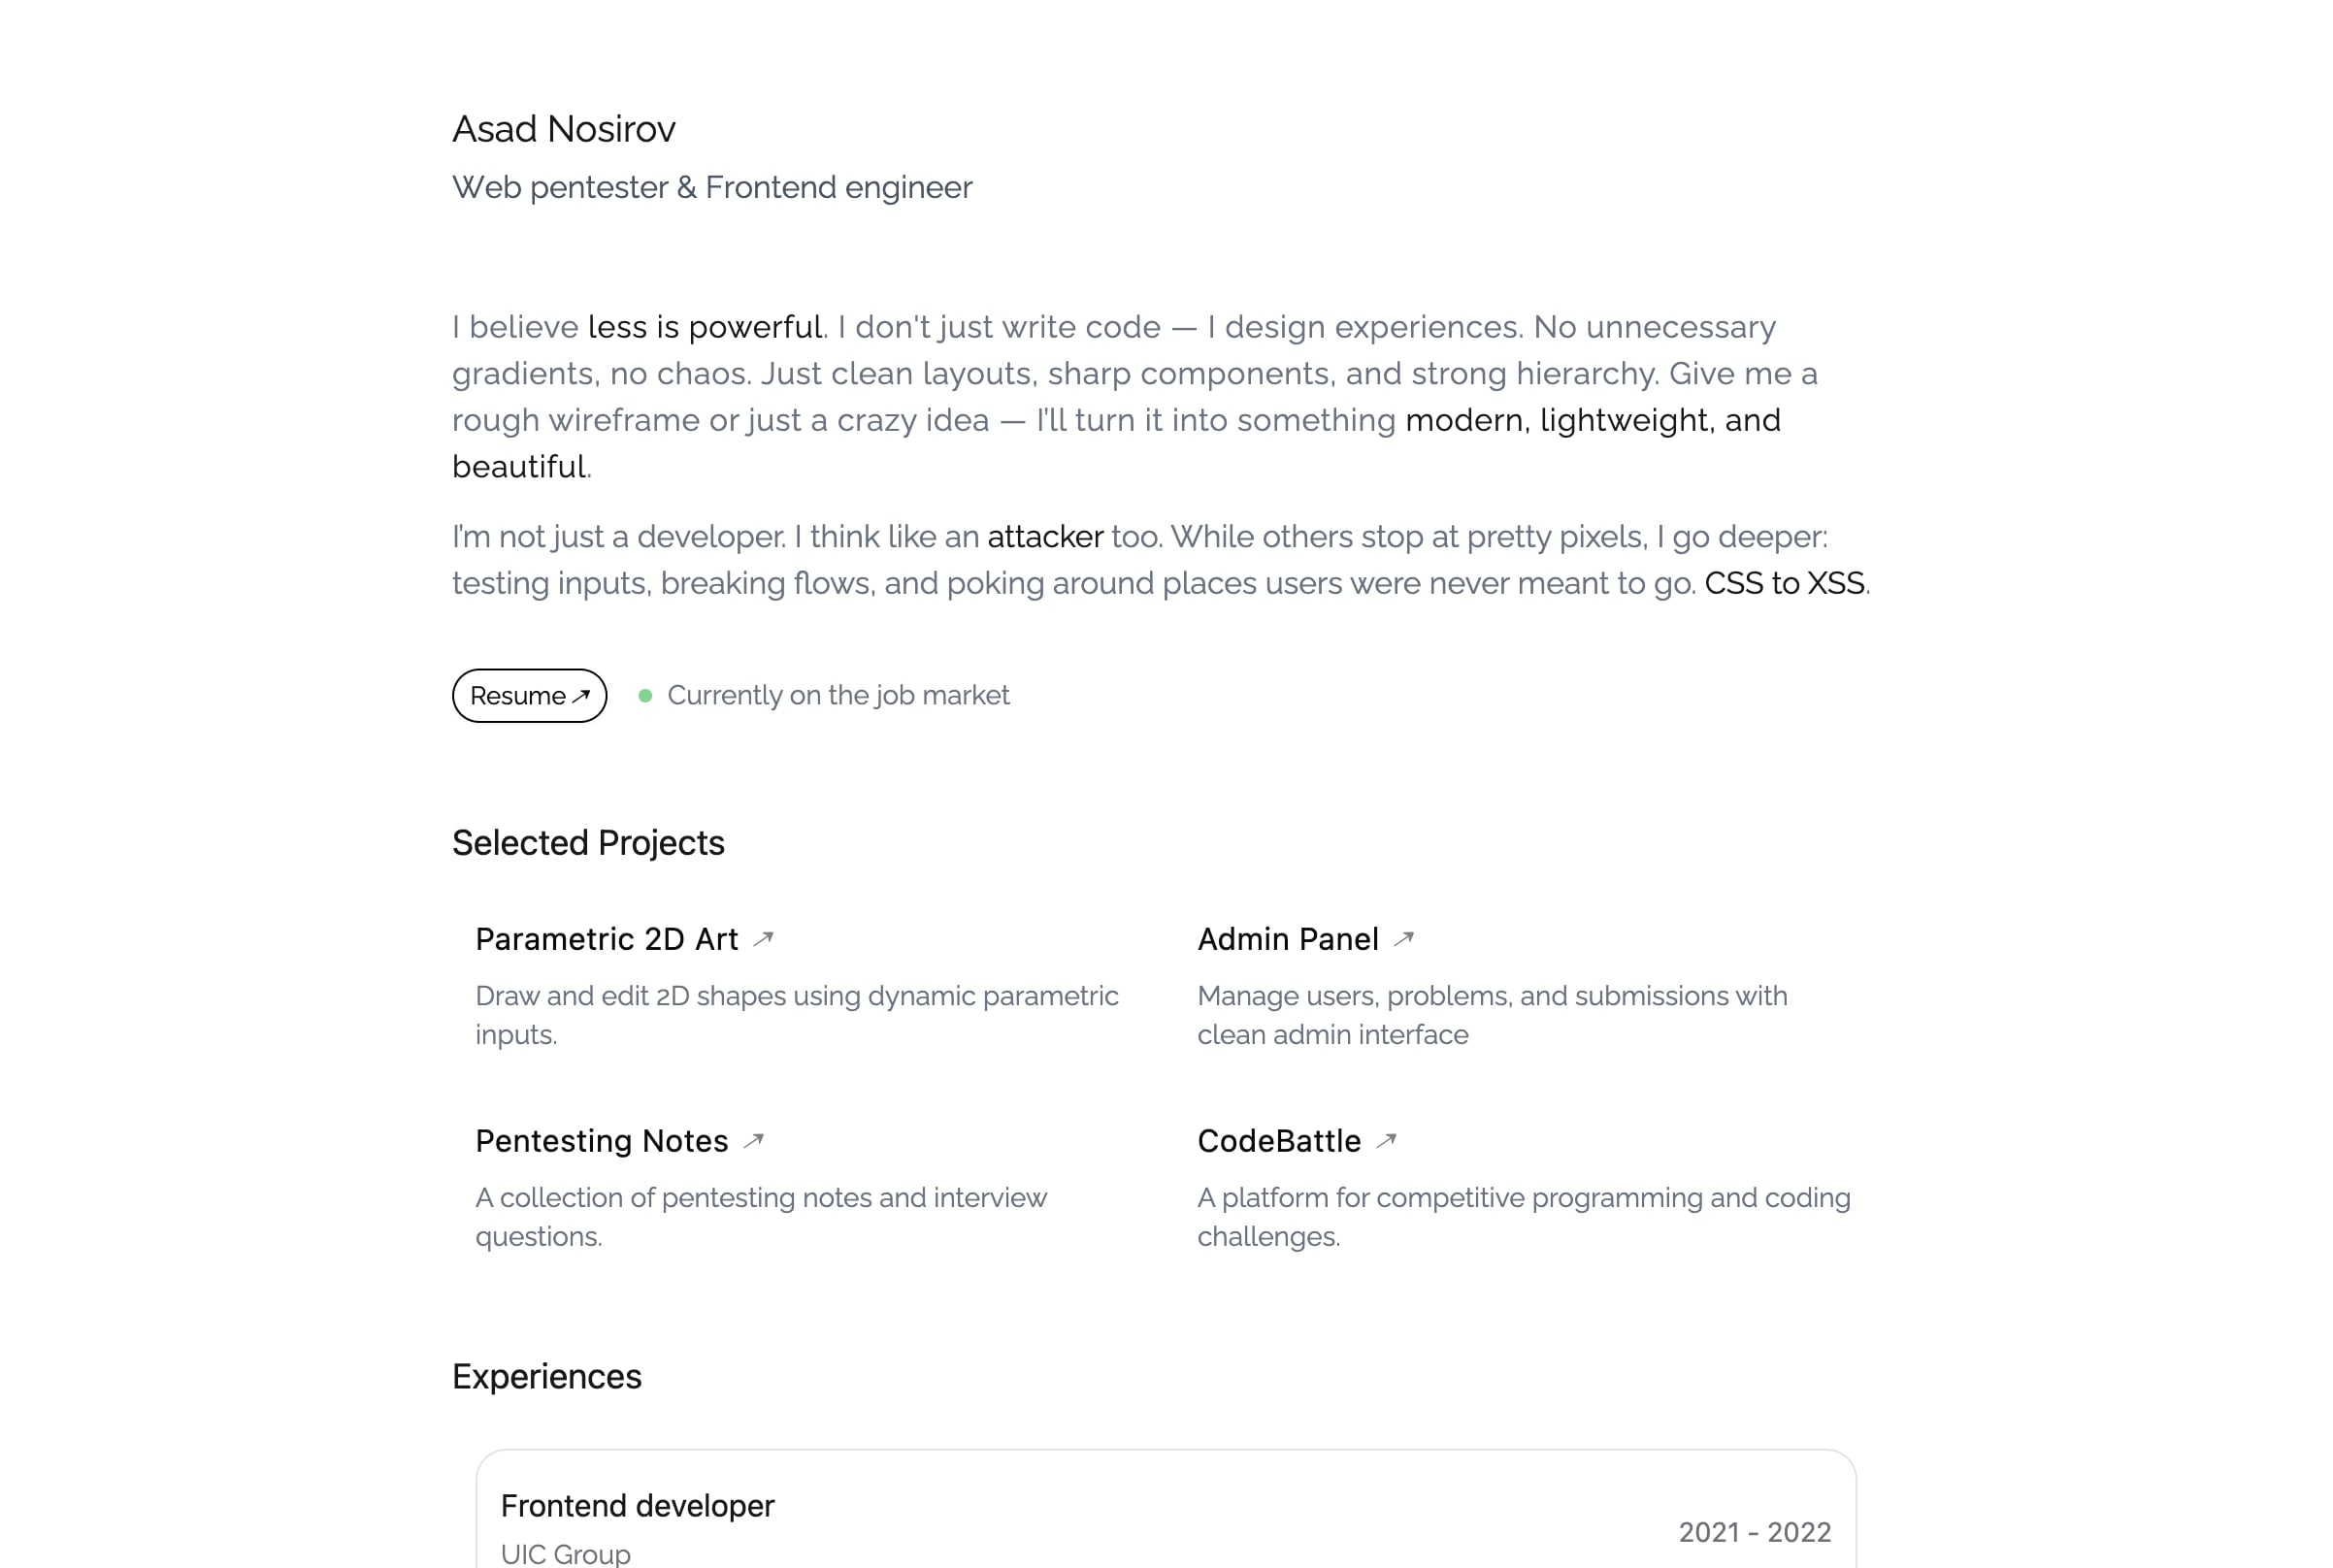 Asad Nosirov
Web pentester & Frontend engineer
I believe less is powerful. I don't just write code — I design experiences. No unnecessary
gradients, no chaos. Just clean layouts, sharp components, and strong hierarchy. Give me a
rough wireframe or just a crazy idea — I’ll turn it into something modern, lightweight, and
beautiful.
I’m not just a developer. I think like an attacker too. While others stop at pretty pixels, I go deeper:
testing inputs, breaking flows, and poking around places users were never meant to go. CSS to XSS.
Resume ↗ Currently on the job market
Selected Projects
Parametric 2D Art ↗
Draw and edit 2D shapes using dynamic parametric
inputs.
Admin Panel ↗
Manage users, problems, and submissions with
clean admin interface
Pentesting Notes ↗
A collection of pentesting notes and interview
questions.
CodeBattle ↗
A platform for competitive programming and coding
challenges.
Experiences
Frontend developer
UIC Group
2021 - 2022